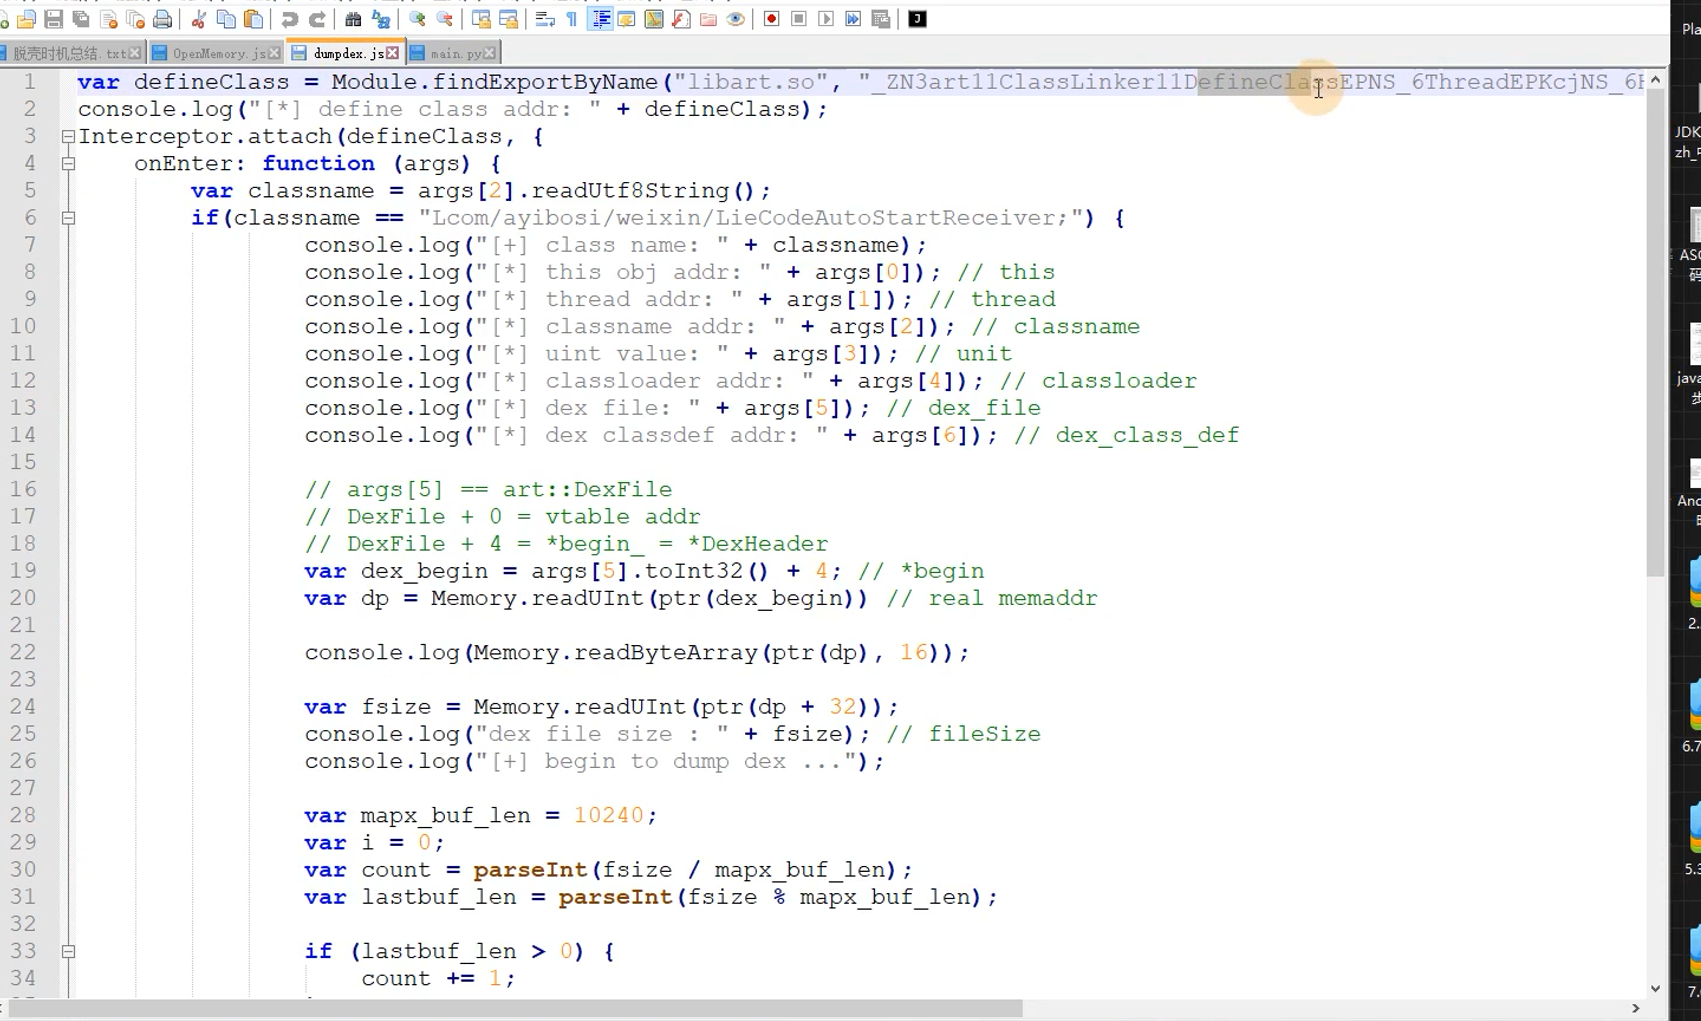 脱壳时机总结.txt
OpenMemory.js
dumpdex.js
main.py
1 var defineClass = Module.findExportByName("libart.so", "_ZN3art11ClassLinker11DefineClassEPNS_6ThreadEPKcjNS_6H
2 console.log("[*] define class addr: " + defineClass);
3 Interceptor.attach(defineClass, {
4 onEnter: function (args) {
5 var classname = args[2].readUtf8String();
6 if(classname == "Lcom/ayibosi/weixin/LieCodeAutoStartReceiver;") {
7 console.log("[+] class name: " + classname);
8 console.log("[*] this obj addr: " + args[0]); // this
9 console.log("[*] thread addr: " + args[1]); // thread
10 console.log("[*] classname addr: " + args[2]); // classname
11 console.log("[*] uint value: " + args[3]); // unit
12 console.log("[*] classloader addr: " + args[4]); // classloader
13 console.log("[*] dex file: " + args[5]); // dex_file
14 console.log("[*] dex classdef addr: " + args[6]); // dex_class_def
15
16 // args[5] == art::DexFile
17 // DexFile + 0 = vtable addr
18 // DexFile + 4 = *begin_ = *DexHeader
19 var dex_begin = args[5].toInt32() + 4; // *begin
20 var dp = Memory.readUInt(ptr(dex_begin)) // real memaddr
21
22 console.log(Memory.readByteArray(ptr(dp), 16));
23
24 var fsize = Memory.readUInt(ptr(dp + 32));
25 console.log("dex file size : " + fsize); // fileSize
26 console.log("[+] begin to dump dex ...");
27
28 var mapx_buf_len = 10240;
29 var i = 0;
30 var count = parseInt(fsize / mapx_buf_len);
31 var lastbuf_len = parseInt(fsize % mapx_buf_len);
32
33 if (lastbuf_len > 0) {
34 count += 1;
Pla
JDK
zh_
ASC
码
java
步
And
2.
6.7
5.3
7.